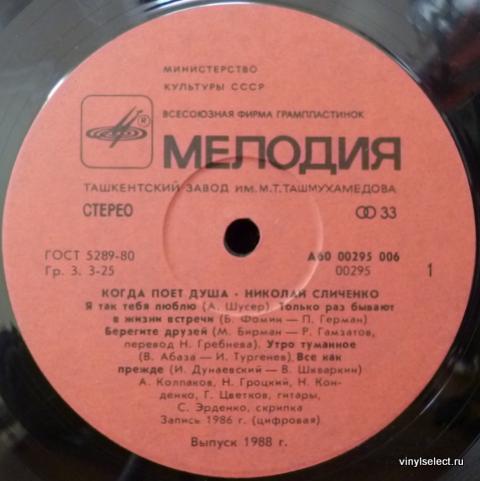 МИНИСТЕРСТВО
КУЛЬТУРЫ СССР
ВСЕСОЮЗНАЯ ФИРМА ГРАМПЛАСТИНОК
®
МЕЛОДИЯ
ТАШКЕНТСКИЙ ЗАВОД ИМ. М.Т. ТАШМУХАМЕДОВА
СТЕРЕО 33
ГОСТ 5289-80 А60 00295 006
Гр. 3. 3-25 00295 1
КОГДА ПОЕТ ДУША - НИКОЛАЙ СЛИЧЕНКО
Я так тебя люблю (А. Шусер) Только раз бывают
в жизни встречи (Б. Фомин — П. Герман)
Берегите друзей (М. Бирман — Р. Гамзатов,
перевод Н. Гребнева). Утро туманное
(В. Абаза — И. Тургенев). Все как
прежде (И. Дунаевский — В. Шкваркин)
А. Колпаков, Н. Гроцкий, Н. Кон-
денко, Г. Цветков, гитары,
С. Эрденко, скрипка
Запись 1986 г. (цифровая)
Выпуск 1988 г.
vinylselect.ru